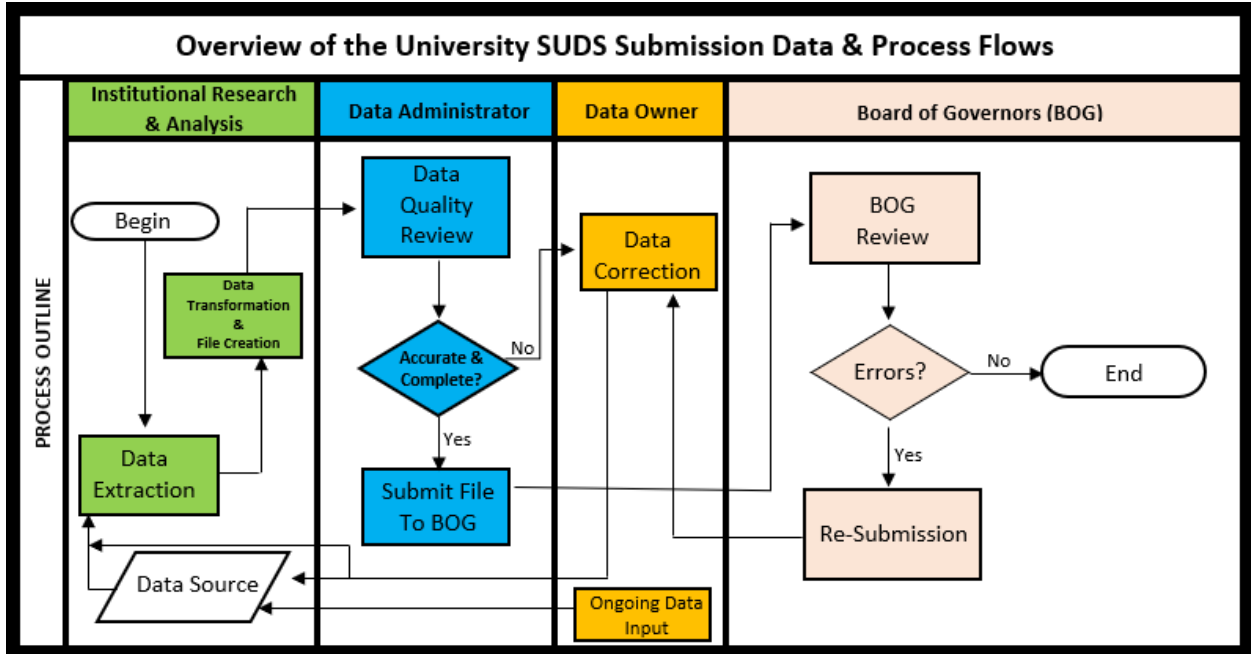 Overview of the University SUDS Submission Data & Process Flows
PROCESS OUTLINE
Institutional Research
& Analysis
Data Administrator
Data Owner
Board of Governors (BOG)
Begin
Data
Transformation
&
File Creation
Data
Extraction
Data Source
Data
Quality
Review
Accurate &
Complete?
No
Yes
Submit File
To BOG
Data
Correction
Ongoing Data
Input
BOG
Review
Errors?
No
End
Yes
Re-Submission